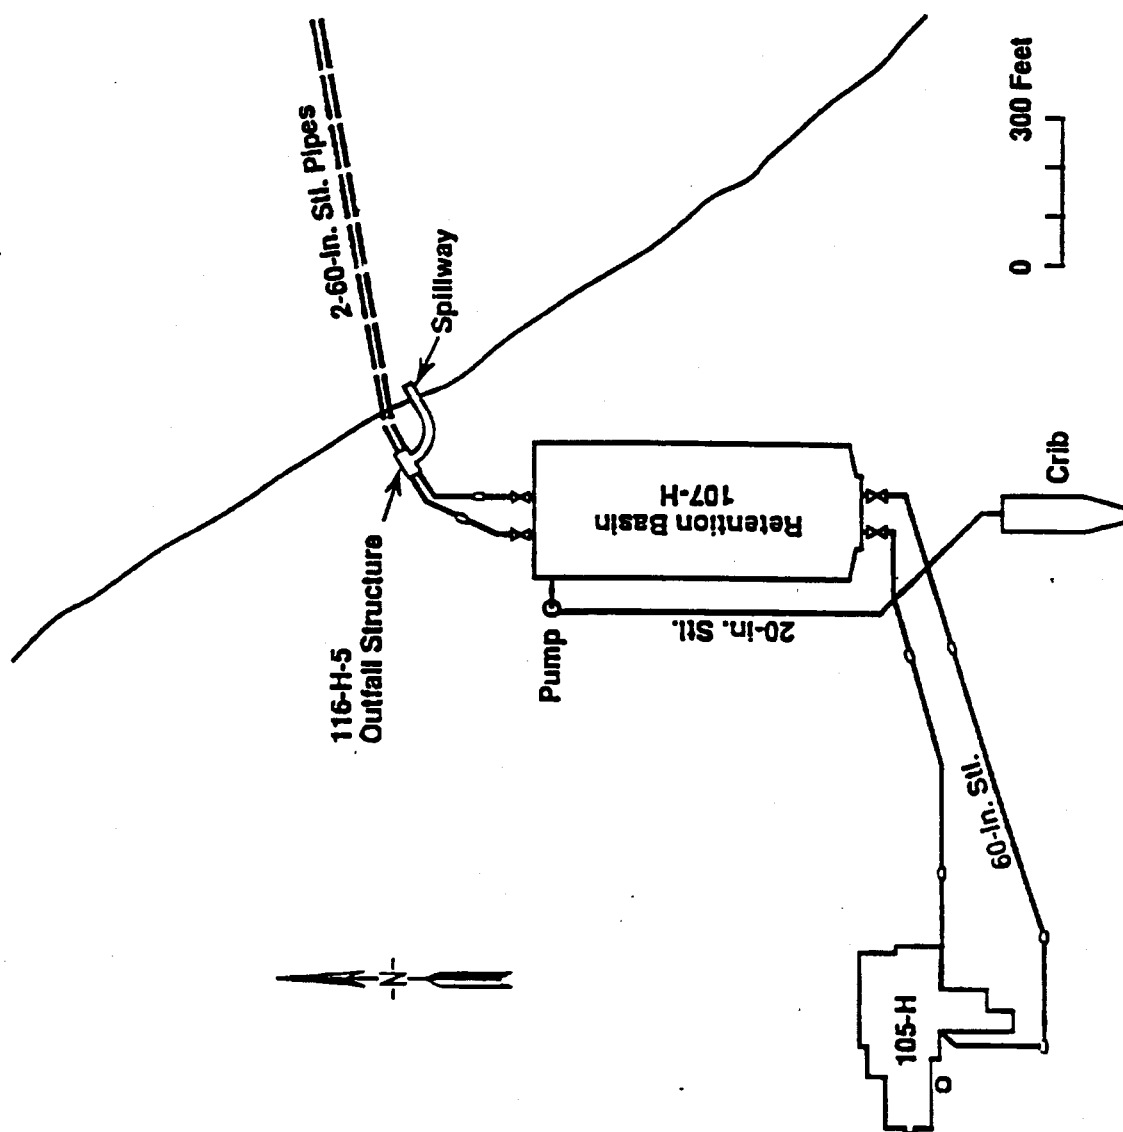 2-60-In. Stl. Pipes
Spillway
300 Feet
0
116-H-5
Outfall Structure
Retention Basin
107-H
Pump
20-in. Stl.
Crib
60-In. Stl.
N
105-H